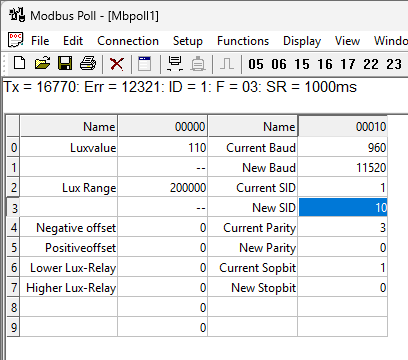 Modbus Poll - [Mbpoll1]
File Edit Connection Setup Functions Display View Window
05 06 15 16 17 22 23
Tx = 16770: Err = 12321: ID = 1: F = 03: SR = 1000ms
Name 00000 Name 00010
0 Luxvalue 110 Current Baud 960
1 -- New Baud 11520
2 Lux Range 200000 Current SID 1
3 -- New SID 10
4 Negative offset 0 Current Parity 3
5 Positiveoffset 0 New Parity 0
6 Lower Lux-Relay 0 Current Sopbit 1
7 Higher Lux-Relay 0 New Stopbit 0
8 0
9 0